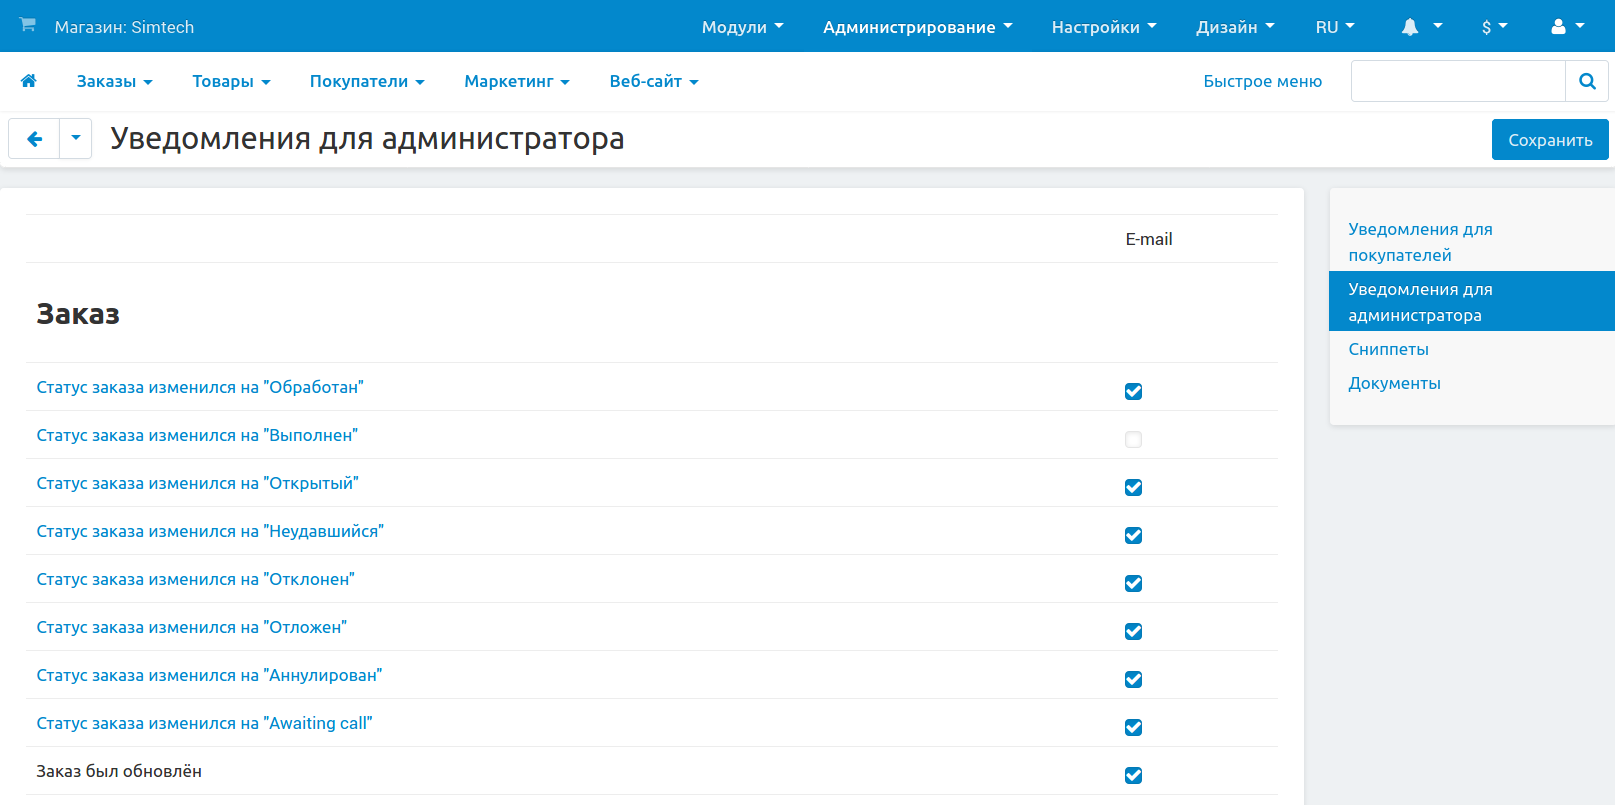 Магазин: Simtech
Модули
Администрирование
Настройки
Дизайн
RU
$
Заказы
Товары
Покупатели
Маркетинг
Веб-сайт
Быстрое меню
Уведомления для администратора
Сохранить
E-mail
Заказ
Статус заказа изменился на "Обработан"
Статус заказа изменился на "Выполнен"
Статус заказа изменился на "Открытый"
Статус заказа изменился на "Неудавшийся"
Статус заказа изменился на "Отклонен"
Статус заказа изменился на "Отложен"
Статус заказа изменился на "Аннулирован"
Статус заказа изменился на "Awaiting call"
Заказ был обновлён
Уведомления для
покупателей
Уведомления для
администратора
Сниппеты
Документы